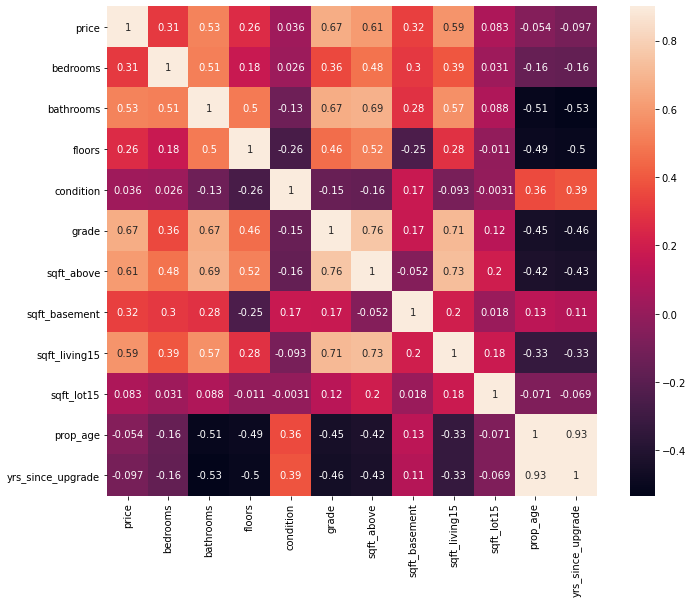 price 1 0.31 0.53 0.26 0.036 0.67 0.61 0.32 0.59 0.083 -0.054 -0.097
bedrooms 0.31 1 0.51 0.18 0.026 0.36 0.48 0.3 0.39 0.031 -0.16 -0.16
bathrooms 0.53 0.51 1 0.5 -0.13 0.67 0.69 0.28 0.57 0.088 -0.51 -0.53
floors 0.26 0.18 0.5 1 -0.26 0.46 0.52 -0.25 0.28 -0.011 -0.49 -0.5
condition 0.036 0.026 -0.13 -0.26 1 -0.15 -0.16 0.17 -0.093 -0.0031 0.36 0.39
grade 0.67 0.36 0.67 0.46 -0.15 1 0.76 0.17 0.71 0.12 -0.45 -0.46
sqft_above 0.61 0.48 0.69 0.52 -0.16 0.76 1 -0.052 0.73 0.2 -0.42 -0.43
sqft_basement 0.32 0.3 0.28 -0.25 0.17 0.17 -0.052 1 0.2 0.018 0.13 0.11
sqft_living15 0.59 0.39 0.57 0.28 -0.093 0.71 0.73 0.2 1 0.18 -0.33 -0.33
sqft_lot15 0.083 0.031 0.088 -0.011 -0.0031 0.12 0.2 0.018 0.18 1 -0.071 -0.069
prop_age -0.054 -0.16 -0.51 -0.49 0.36 -0.45 -0.42 0.13 -0.33 -0.071 1 0.93
yrs_since_upgrade -0.097 -0.16 -0.53 -0.5 0.39 -0.46 -0.43 0.11 -0.33 -0.069 0.93 1
price bedrooms bathrooms floors condition grade sqft_above sqft_basement sqft_living15 sqft_lot15 prop_age yrs_since_upgrade
0.8
0.6
0.4
0.2
0.0
−0.2
−0.4